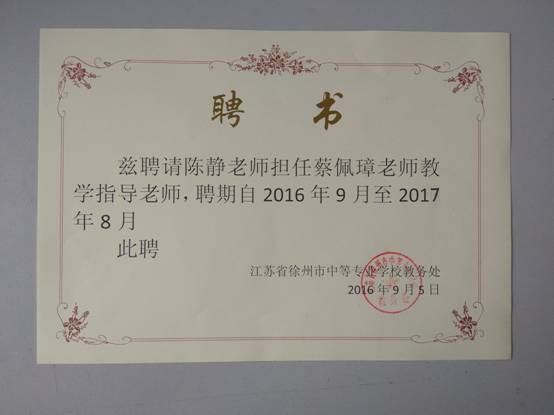 聘 书
兹聘请陈静老师担任蔡佩璋老师教
学指导老师，聘期自 2016 年 9 月至 2017
年 8 月
此聘
江苏省徐州市中等专业学校教务处
2016 年 9 月 5 日